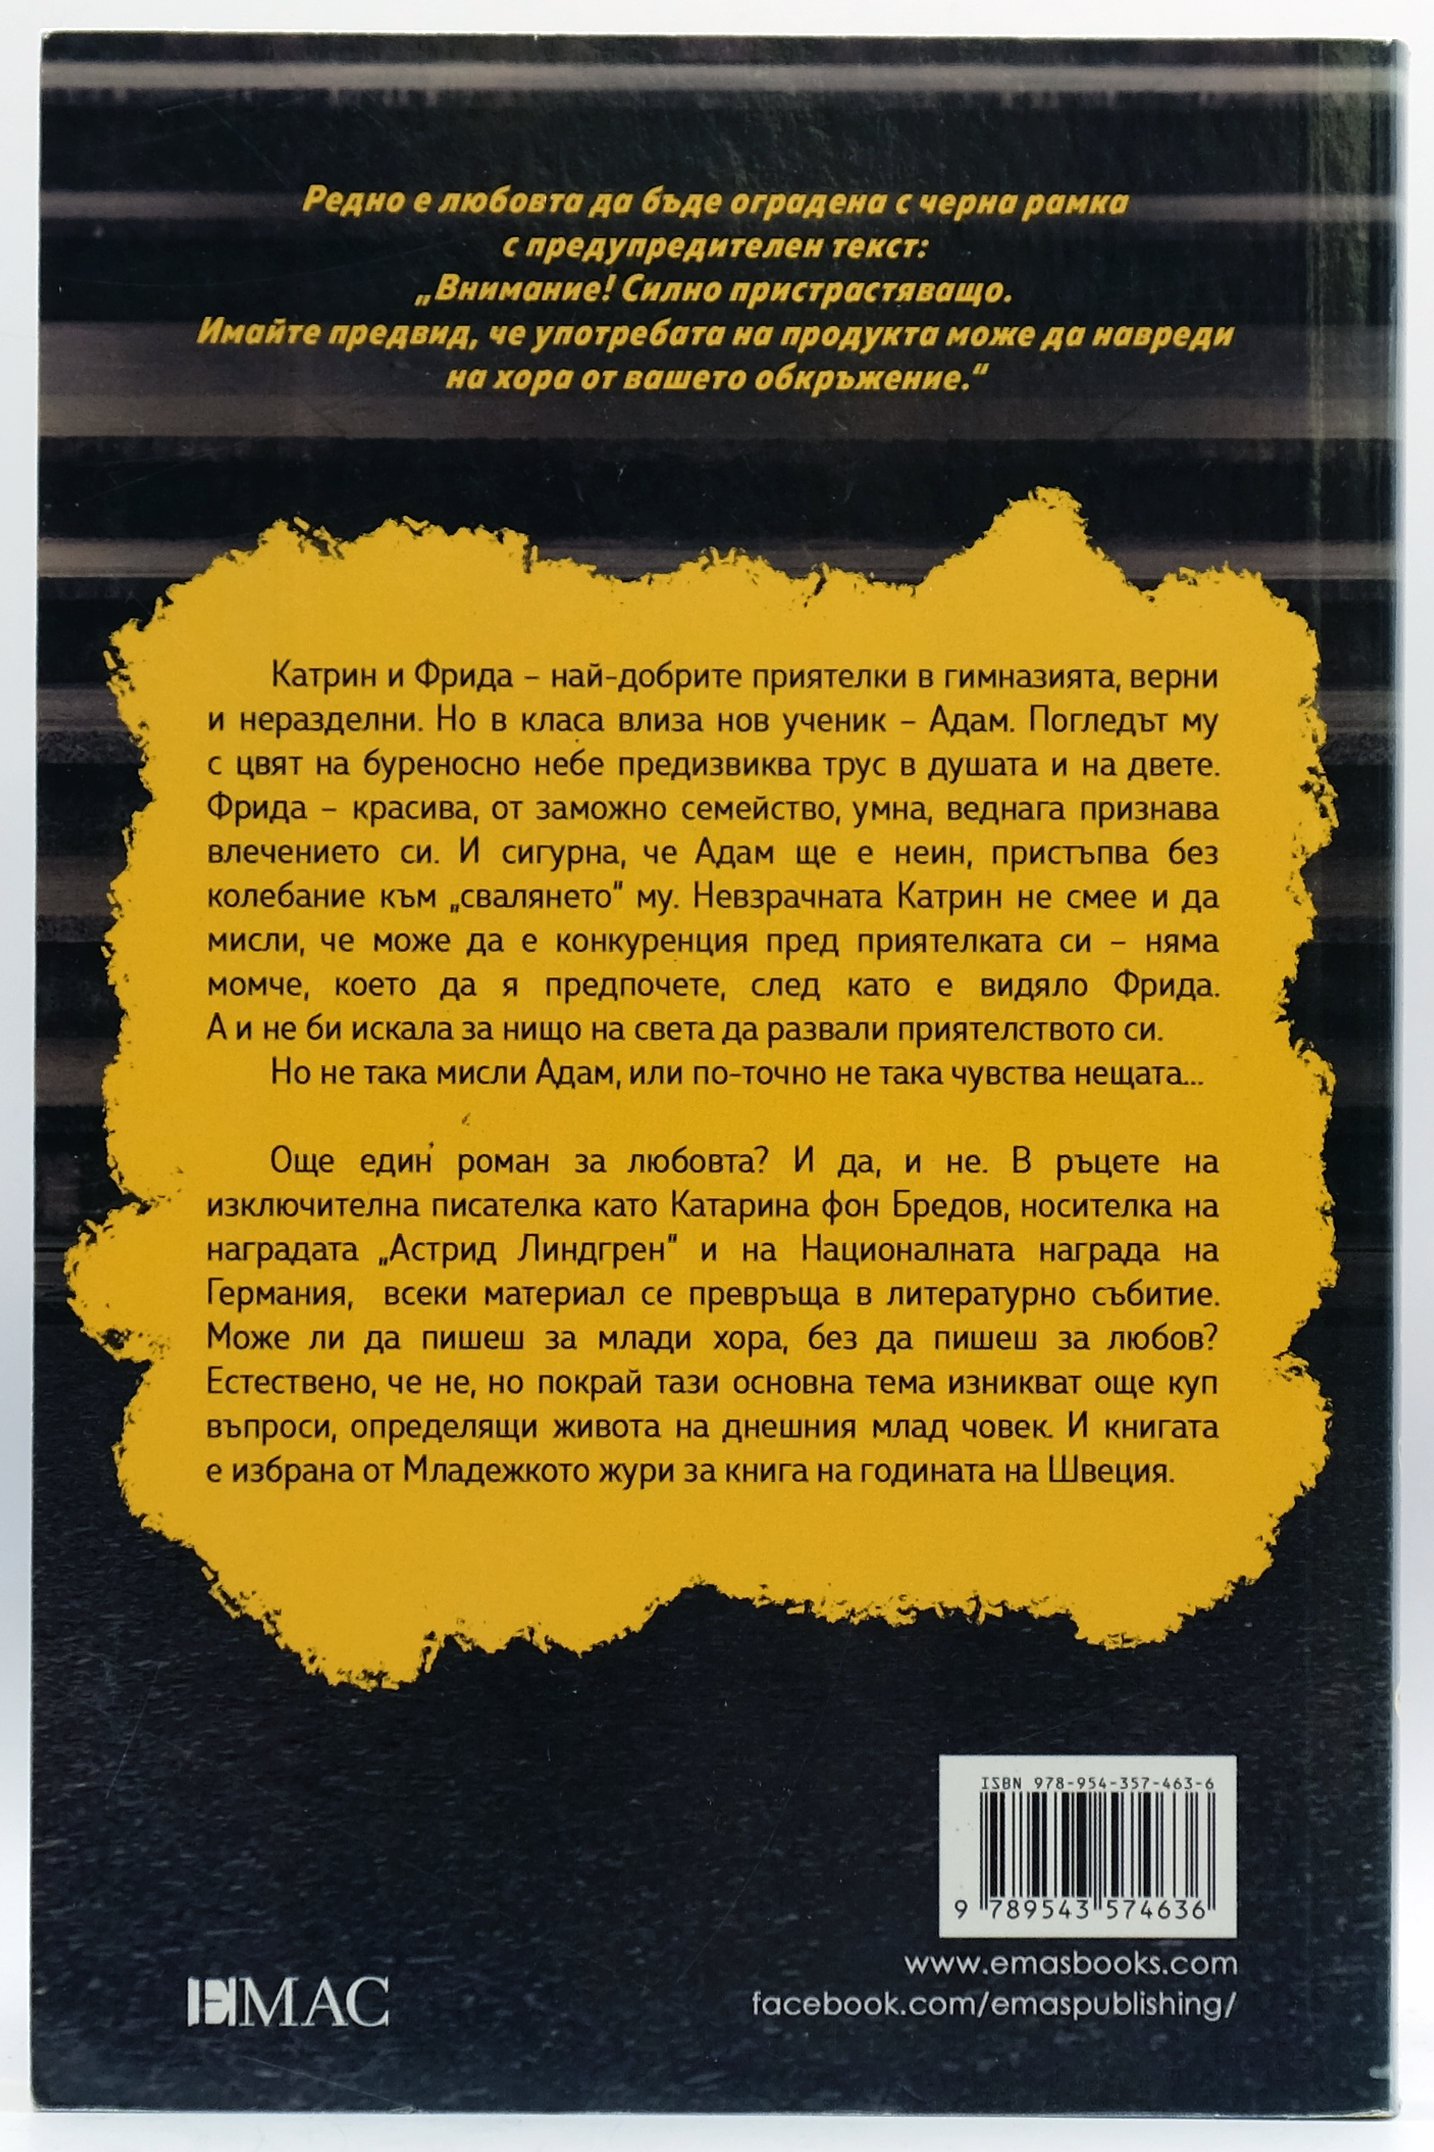 Редно е любовта да бъде оградена с черна рамка
с предупредителен текст:
„Внимание! Силно пристрастяващо.
Имайте предвид, че употребата на продукта може да навреди
на хора от вашето обкръжение.“
Катрин и Фрида – най-добрите приятелки в гимназията, верни
и неразделни. Но в класа влиза нов ученик – Адам. Погледът му
с цвят на буреносно небе предизвиква трус в душата и на двете.
Фрида – красива, от заможно семейство, умна, веднага признава
влечението си. И сигурна, че Адам ще е неин, пристъпва без
колебание към „свалянето” му. Невзрачната Катрин не смее и да
мисли, че може да е конкуренция пред приятелката си – няма
момче, което да я предпочете, след като е видяло Фрида.
А и не би искала за нищо на света да развали приятелството си.
Но не така мисли Адам, или по-точно не така чувства нещата...
Още един роман за любовта? И да, и не. В ръцете на
изключителна писателка като Катарина фон Бредов, носителка на
наградата „Астрид Линдгрен” и на Националната награда на
Германия, всеки материал се превръща в литературно събитие.
Може ли да пишеш за млади хора, без да пишеш за любов?
Естествено, че не, но покрай тази основна тема изникват още куп
въпроси, определящи живота на днешния млад човек. И книгата
е избрана от Младежкото жури за книга на годината на Швеция.
ISBN 978-954-357-463-6
9 789543 574636
www.emasbooks.com
facebook.com/emaspublishing/
ЕМАС